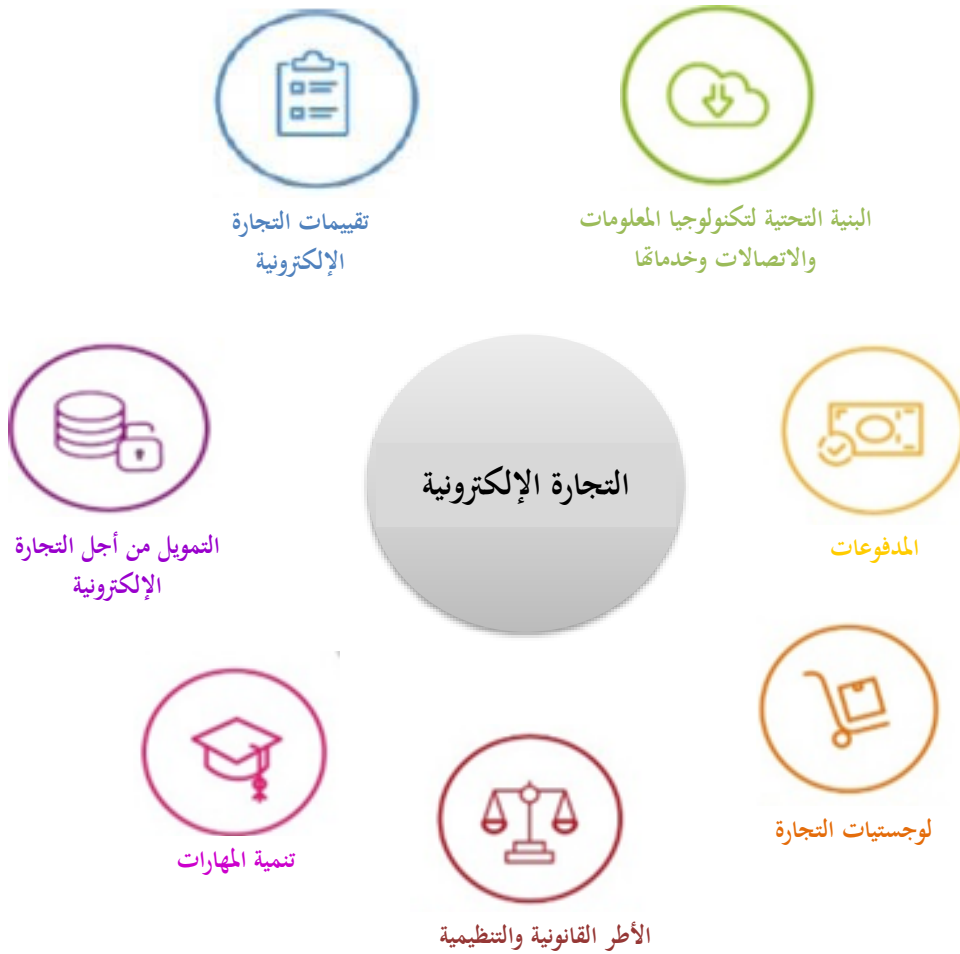 البنية التحتية لتكنولوجيا المعلومات
والاتصالات وخدماتها
تقييمات التجارة
الإلكترونية
التجارة الإلكترونية
المدفوعات
التمويل من أجل التجارة
الإلكترونية
لوجستيات التجارة
تنمية المهارات
الأطر القانونية والتنظيمية